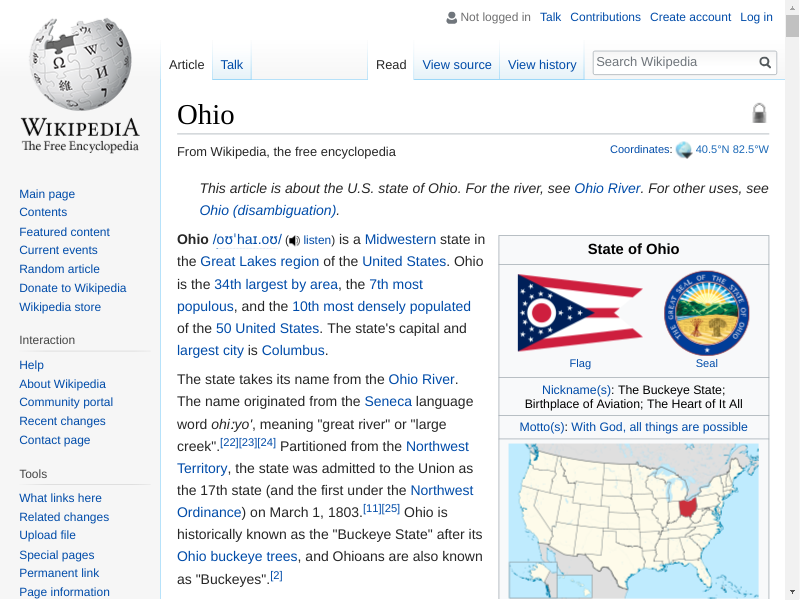 Not logged in Talk Contributions Create account Log in
Article Talk Read View source View history Search Wikipedia
WIKIPEDIA
The Free Encyclopedia
Main page
Contents
Featured content
Current events
Random article
Donate to Wikipedia
Wikipedia store
Interaction
Help
About Wikipedia
Community portal
Recent changes
Contact page
Tools
What links here
Related changes
Upload file
Special pages
Permanent link
Page information
Ohio
From Wikipedia, the free encyclopedia
Coordinates: 40.5°N 82.5°W
This article is about the U.S. state of Ohio. For the river, see Ohio River. For other uses, see
Ohio (disambiguation).
Ohio /oʊˈhaɪ.oʊ/ ( listen) is a Midwestern state in
the Great Lakes region of the United States. Ohio
is the 34th largest by area, the 7th most
populous, and the 10th most densely populated
of the 50 United States. The state's capital and
largest city is Columbus.
The state takes its name from the Ohio River.
The name originated from the Seneca language
word ohi:yo', meaning "great river" or "large
creek".[22][23][24] Partitioned from the Northwest
Territory, the state was admitted to the Union as
the 17th state (and the first under the Northwest
Ordinance) on March 1, 1803.[11][25] Ohio is
historically known as the "Buckeye State" after its
Ohio buckeye trees, and Ohioans are also known
as "Buckeyes".[2]
State of Ohio
THE GREAT SEAL OF THE STATE OF OHIO
Flag Seal
Nickname(s): The Buckeye State;
Birthplace of Aviation; The Heart of It All
Motto(s): With God, all things are possible